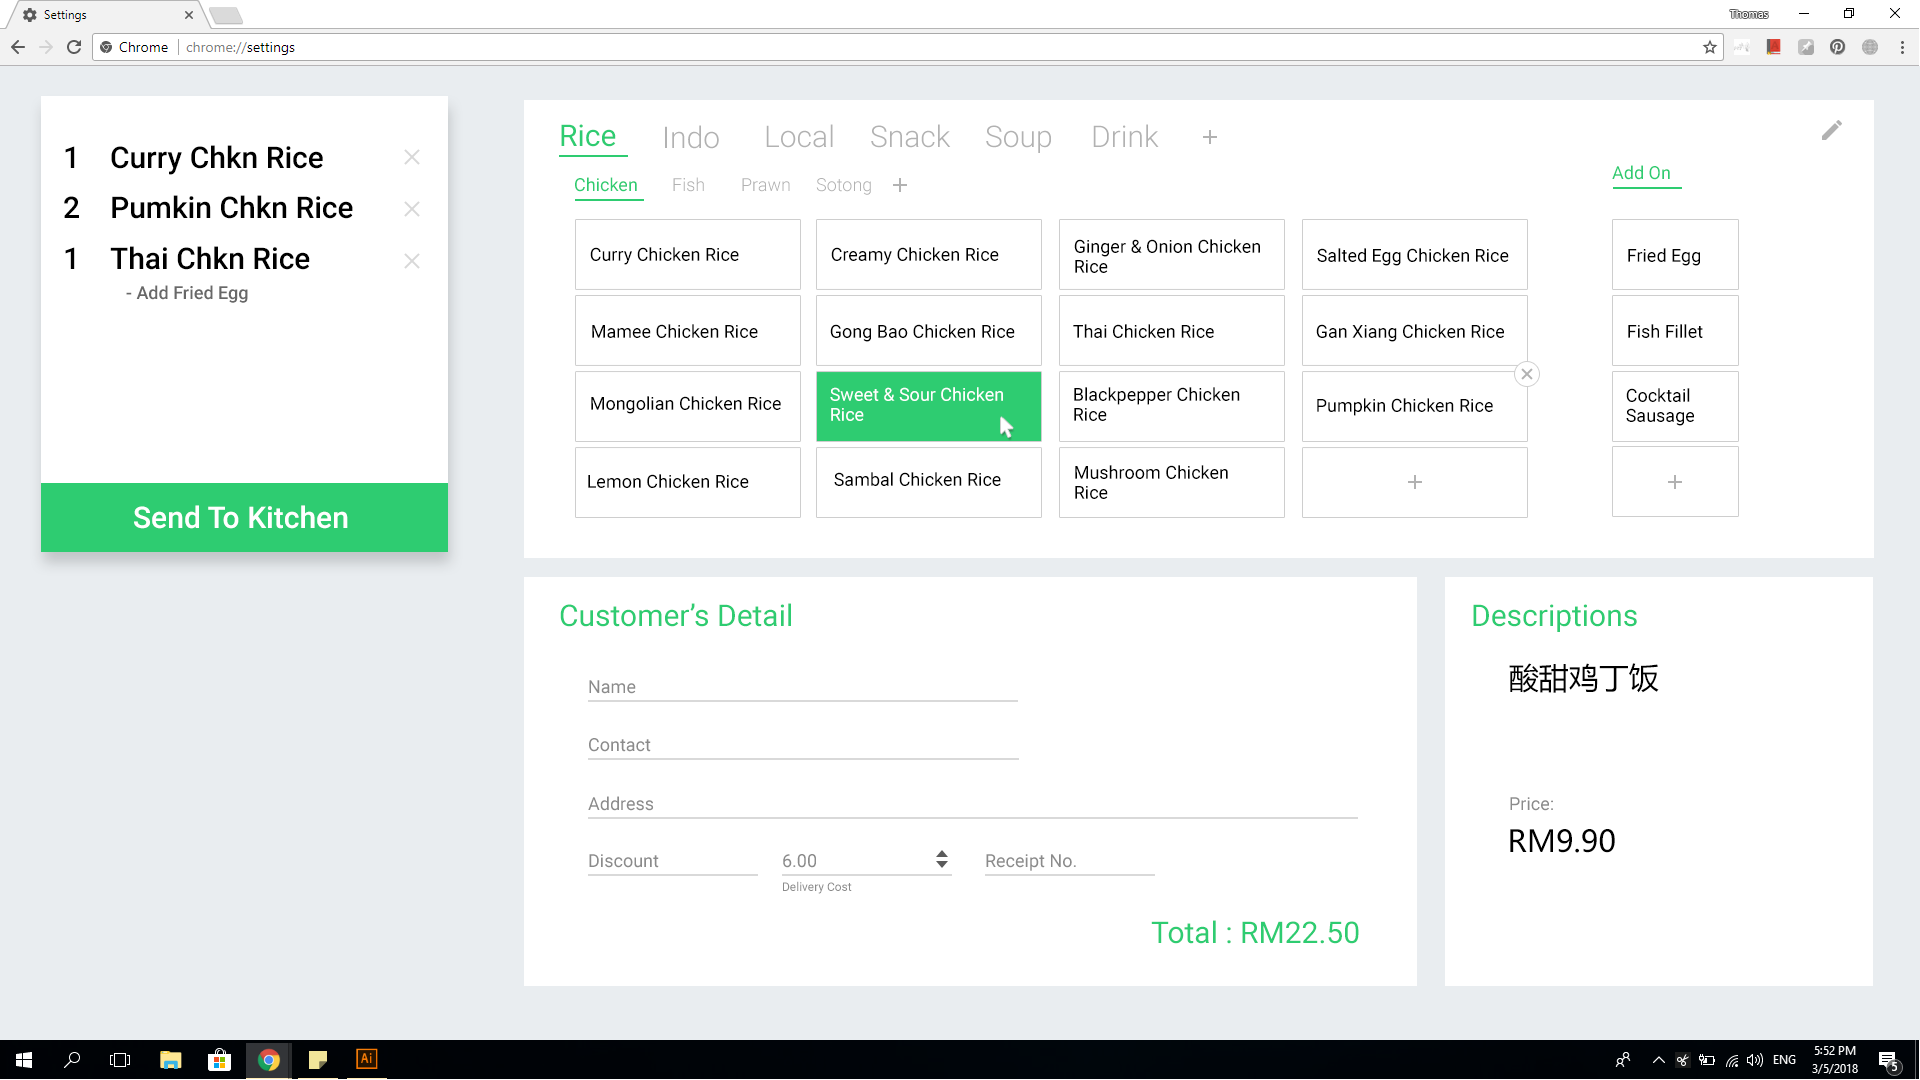 Settings
Thomas
Chrome chrome://settings
1 Curry Chkn Rice
2 Pumkin Chkn Rice
1 Thai Chkn Rice
- Add Fried Egg
Send To Kitchen
Rice Indo Local Snack Soup Drink +
Chicken Fish Prawn Sotong +
Add On
Curry Chicken Rice
Creamy Chicken Rice
Ginger & Onion Chicken
Rice
Salted Egg Chicken Rice
Fried Egg
Mamee Chicken Rice
Gong Bao Chicken Rice
Thai Chicken Rice
Gan Xiang Chicken Rice
Fish Fillet
Mongolian Chicken Rice
Sweet & Sour Chicken
Rice
Blackpepper Chicken
Rice
Pumpkin Chicken Rice
Cocktail
Sausage
Lemon Chicken Rice
Sambal Chicken Rice
Mushroom Chicken
Rice
+
+
Customer's Detail
Name
Contact
Address
Discount
6.00
Delivery Cost
Receipt No.
Total : RM22.50
Descriptions
酸甜鸡丁饭
Price:
RM9.90
Ai
ENG
5:52 PM
3/5/2018
5